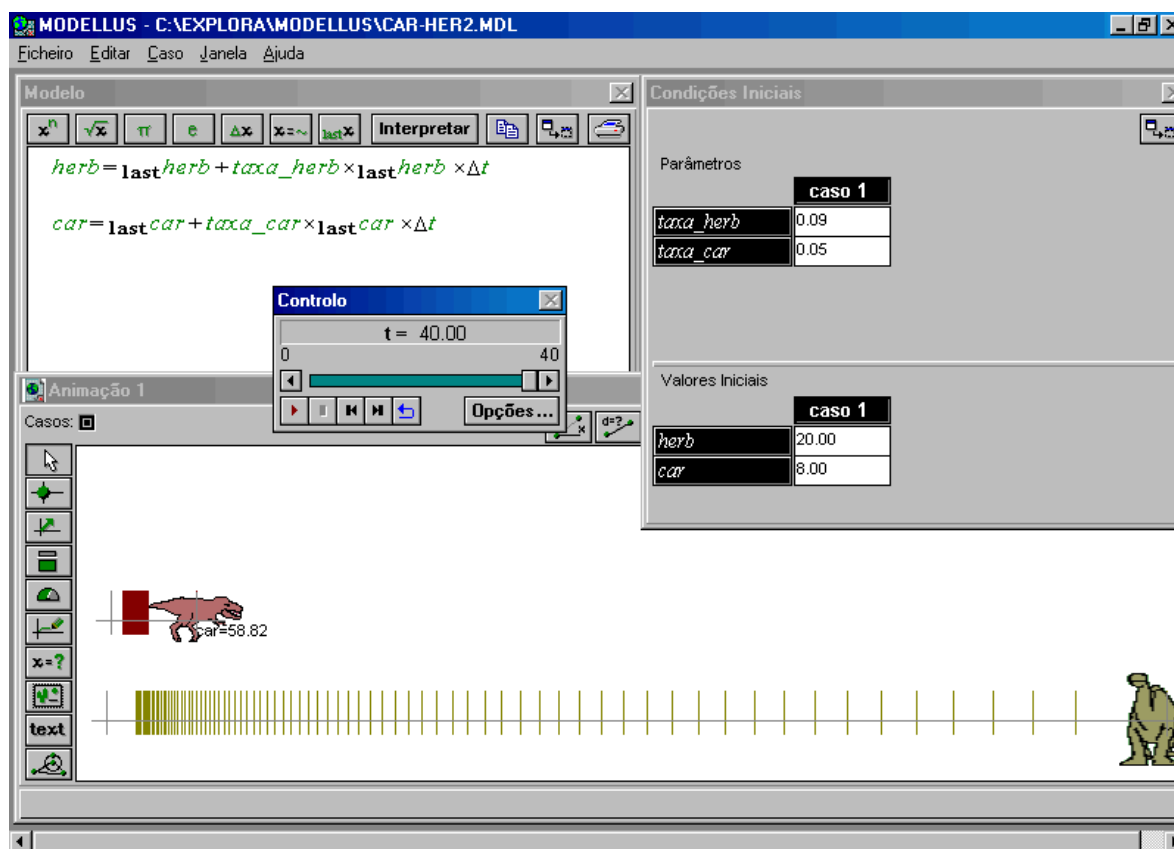 MODELLUS - C:\EXPLORA\MODELLUS\CAR-HER2.MDL
Ficheiro Editar Caso Janela Ajuda
Modelo
xⁿ √x π e Δx x=~ last x Interpretar
herb = last herb + taxa_herb × last herb × Δt
car = last car + taxa_car × last car × Δt
Condições Iniciais
Parâmetros
caso 1
taxa_herb 0.09
taxa_car 0.05
Valores Iniciais
caso 1
herb 20.00
car 8.00
Controlo
t = 40.00
0 40
Opções...
Animação 1
Casos:
x d=?
car=58.82
x=?
text